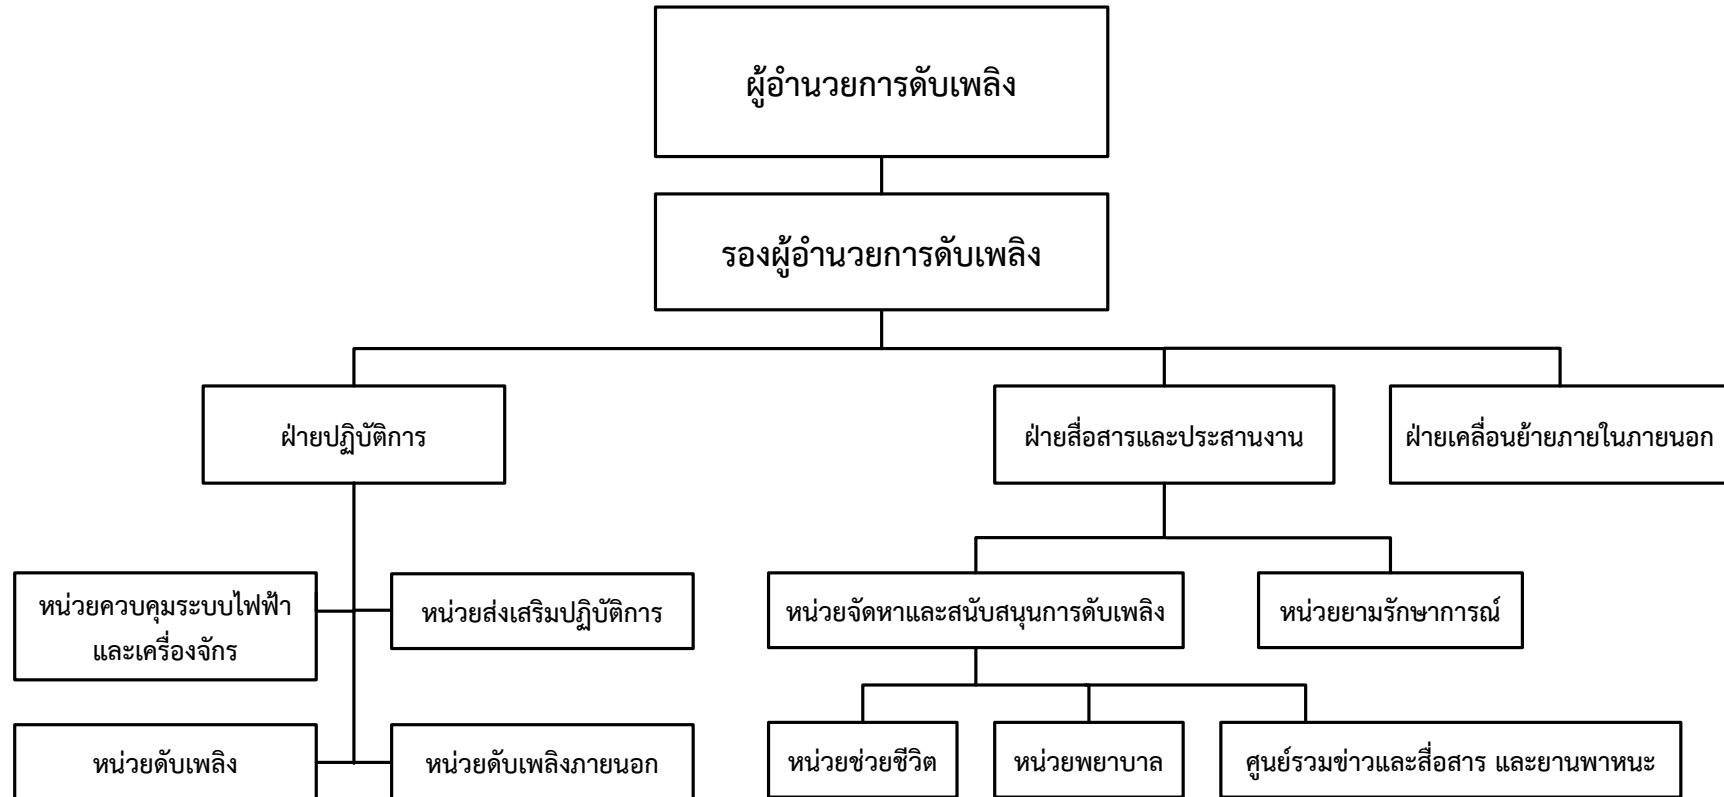 ผู้อำนวยการดับเพลิง
รองผู้อำนวยการดับเพลิง
ฝ่ายปฏิบัติการ
ฝ่ายสื่อสารและประสานงาน
ฝ่ายเคลื่อนย้ายภายในภายนอก
หน่วยควบคุมระบบไฟฟ้า
และเครื่องจักร
หน่วยส่งเสริมปฏิบัติการ
หน่วยจัดหาและสนับสนุนการดับเพลิง
หน่วยยามรักษาการณ์
หน่วยดับเพลิง
หน่วยดับเพลิงภายนอก
หน่วยช่วยชีวิต
หน่วยพยาบาล
ศูนย์รวมข่าวและสื่อสาร และยานพาหนะ